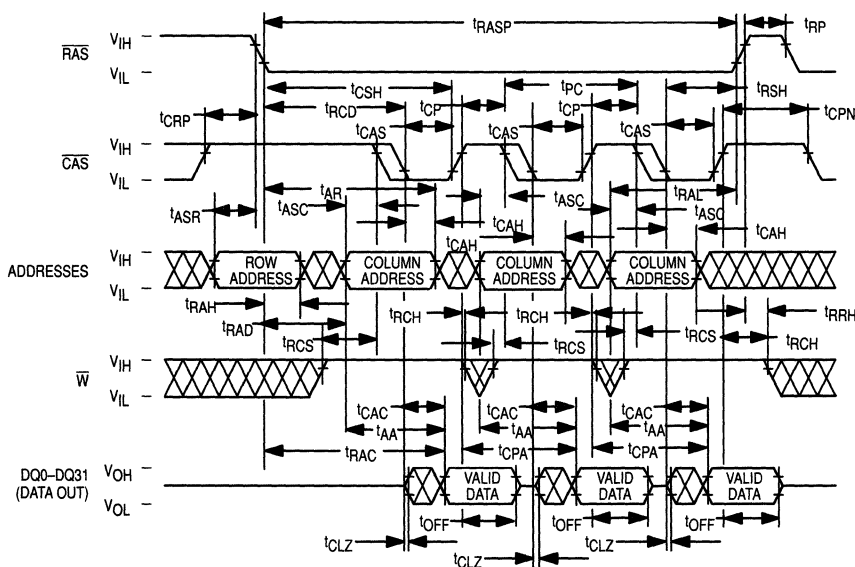 tRASP
tRP
RAS
VIH
VIL
tCSH
tPC
tRSH
tCRP
tRCD
tCP
tCP
tCPN
tCAS
tCAS
tCAS
CAS
VIH
VIL
tAR
tRAL
tASR
tASC
tASC
tASC
tCAH
tCAH
tCAH
ADDRESSES
VIH
VIL
ROW ADDRESS
COLUMN ADDRESS
COLUMN ADDRESS
COLUMN ADDRESS
tRAH
tRCH
tRCH
tRRH
tRAD
tRCS
tRCS
tRCS
tRCH
W
VIH
VIL
tCAC
tCAC
tCAC
tAA
tAA
tAA
tRAC
tCPA
tCPA
DQ0–DQ31
(DATA OUT)
VOH
VOL
VALID DATA
VALID DATA
VALID DATA
tOFF
tOFF
tOFF
tCLZ
tCLZ
tCLZ